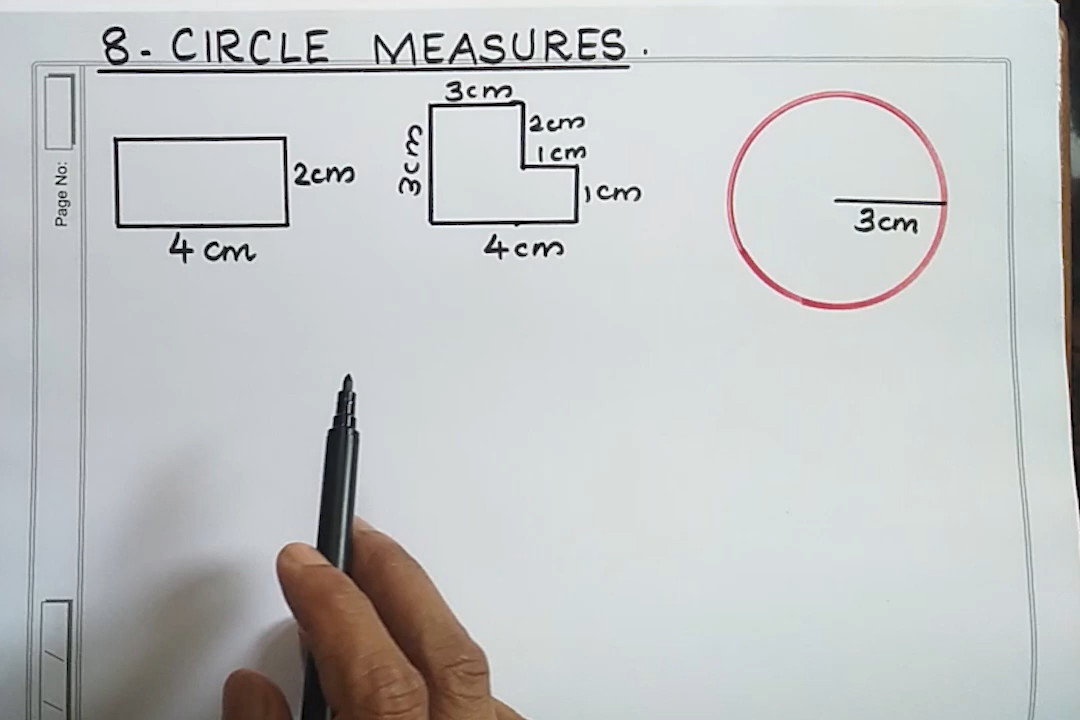 8. CIRCLE MEASURES.
3cm
2cm
1cm
3cm
2cm
1cm
3cm
4 cm
4cm
Page No: